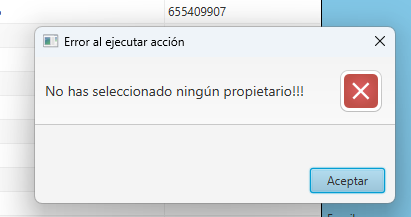 655409907
Error al ejecutar acción
No has seleccionado ningún propietario!!!
Aceptar